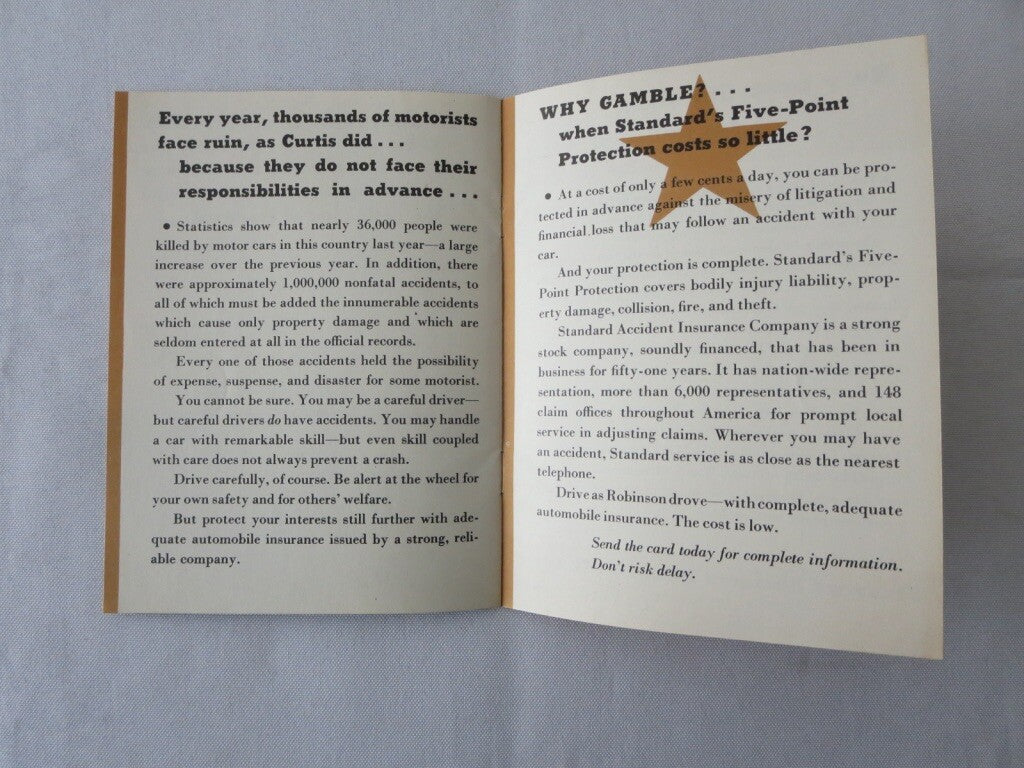 Every year, thousands of motorists
face ruin, as Curtis did . . .
because they do not face their
responsibilities in advance . . .
• Statistics show that nearly 36,000 people were
killed by motor cars in this country last year—a large
increase over the previous year. In addition, there
were approximately 1,000,000 nonfatal accidents, to
all of which must be added the innumerable accidents
which cause only property damage and which are
seldom entered at all in the official records.
Every one of those accidents held the possibility
of expense, suspense, and disaster for some motorist.
You cannot be sure. You may be a careful driver—
but careful drivers do have accidents. You may handle
a car with remarkable skill—but even skill coupled
with care does not always prevent a crash.
Drive carefully, of course. Be alert at the wheel for
your own safety and for others' welfare.
But protect your interests still further with ade-
quate automobile insurance issued by a strong, reli-
able company.
WHY GAMBLE? . . .
when Standard's Five-Point
Protection costs so little?
• At a cost of only a few cents a day, you can be pro-
tected in advance against the misery of litigation and
financial loss that may follow an accident with your
car.
And your protection is complete. Standard's Five-
Point Protection covers bodily injury liability, prop-
erty damage, collision, fire, and theft.
Standard Accident Insurance Company is a strong
stock company, soundly financed, that has been in
business for fifty-one years. It has nation-wide repre-
sentation, more than 6,000 representatives, and 148
claim offices throughout America for prompt local
service in adjusting claims. Wherever you may have
an accident, Standard service is as close as the nearest
telephone.
Drive as Robinson drove—with complete, adequate
automobile insurance. The cost is low.
Send the card today for complete information.
Don't risk delay.